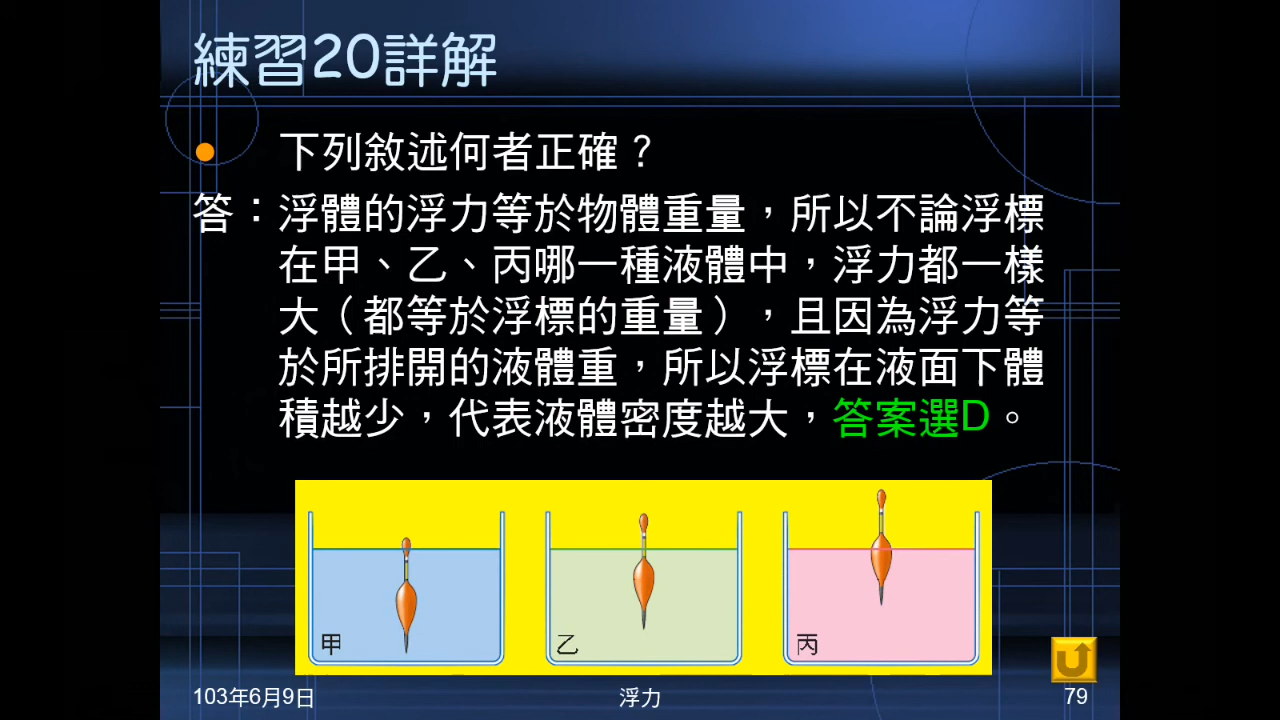 練習20詳解
下列敘述何者正確？
答：浮體的浮力等於物體重量，所以不論浮標
在甲、乙、丙哪一種液體中，浮力都一樣
大（都等於浮標的重量），且因為浮力等
於所排開的液體重，所以浮標在液面下體
積越少，代表液體密度越大，答案選D。
甲 乙 丙
103年6月9日 浮力 79